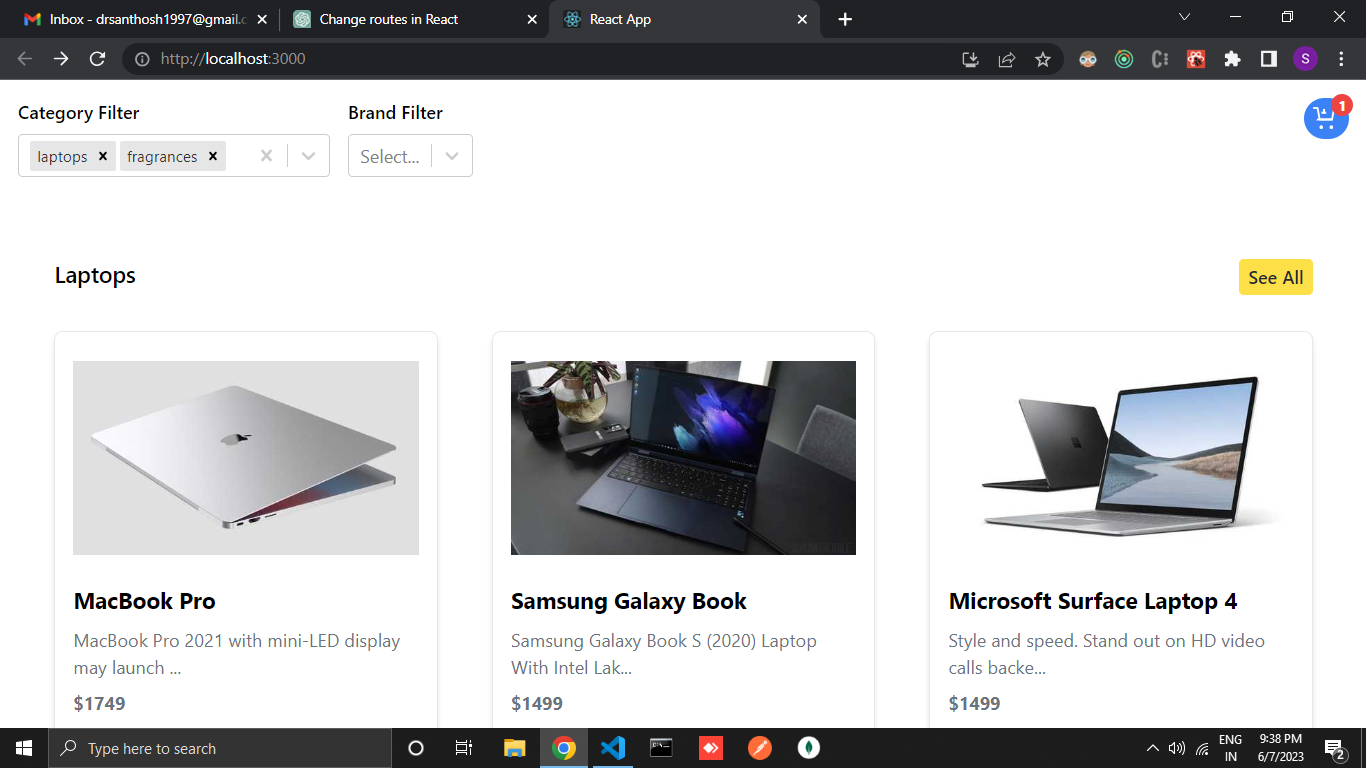 Inbox - drsanthosh1997@gmail.c
Change routes in React
React App
http://localhost:3000
S
Category Filter
Brand Filter
1
laptops
fragrances
Select...
Laptops
See All
MacBook Pro
Samsung Galaxy Book
Microsoft Surface Laptop 4
MacBook Pro 2021 with mini-LED display
may launch ...
Samsung Galaxy Book S (2020) Laptop
With Intel Lak...
Style and speed. Stand out on HD video
calls backe...
$1749
$1499
$1499
Type here to search
ENG
IN
9:38 PM
6/7/2023
2